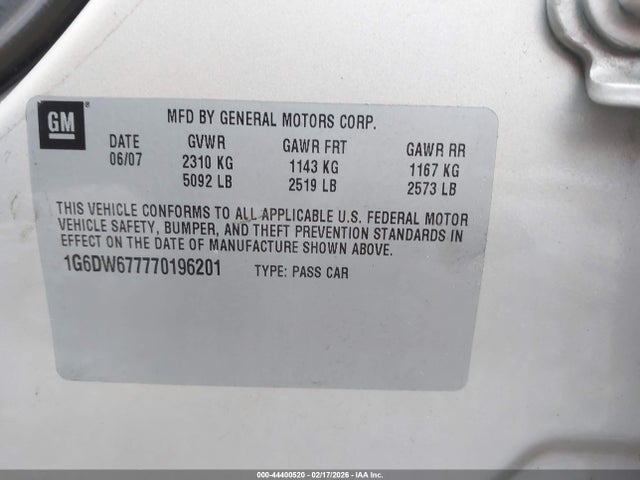 GM ®
MFD BY GENERAL MOTORS CORP.
DATE GVWR GAWR FRT GAWR RR
06/07 2310 KG 1143 KG 1167 KG
5092 LB 2519 LB 2573 LB
THIS VEHICLE CONFORMS TO ALL APPLICABLE U.S. FEDERAL MOTOR
VEHICLE SAFETY, BUMPER, AND THEFT PREVENTION STANDARDS IN
EFFECT ON THE DATE OF MANUFACTURE SHOWN ABOVE.
1G6DW677770196201 TYPE: PASS CAR
000-44400520 - 02/17/2026 - IAA Inc.